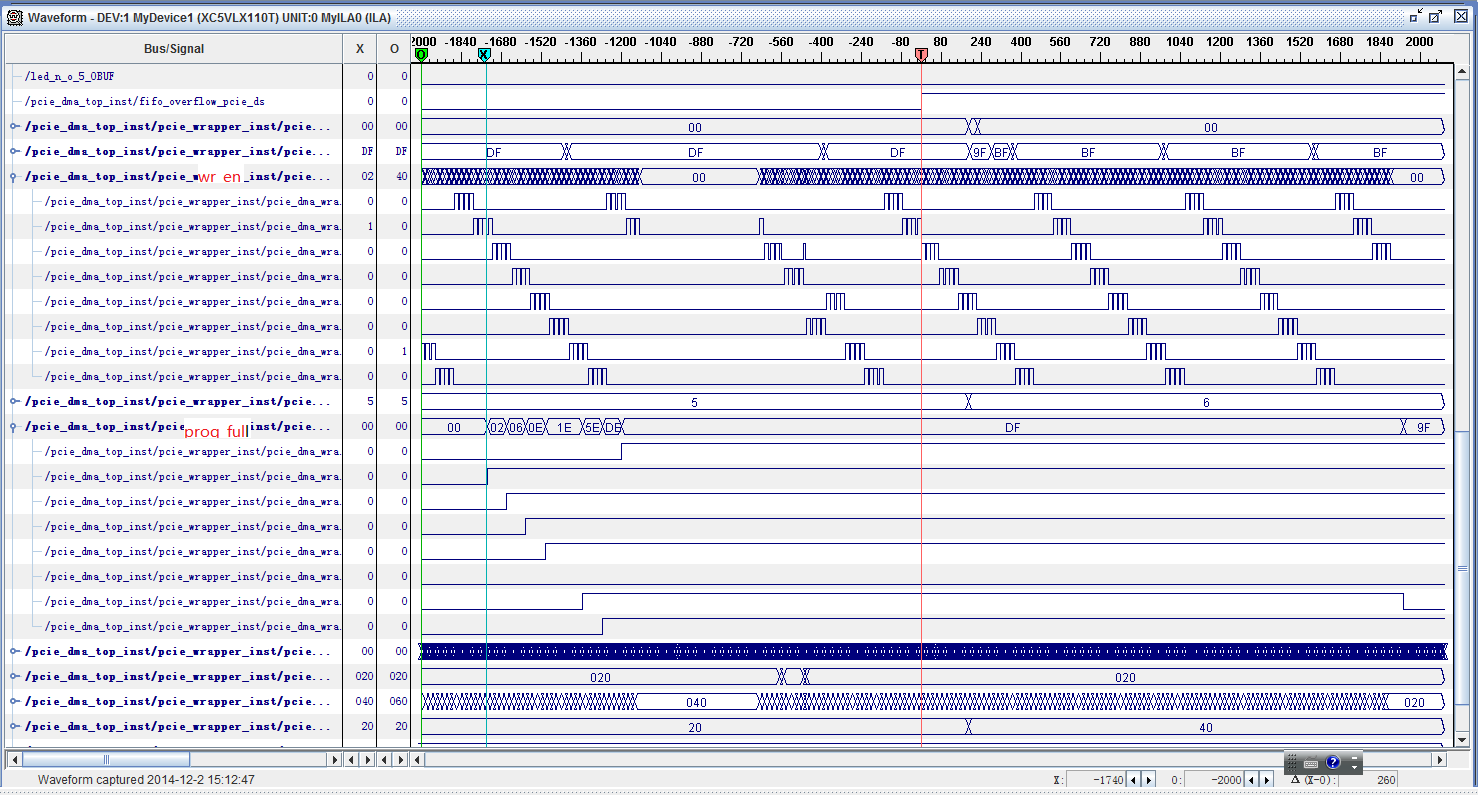 Waveform - DEV:1 MyDevice1 (XC5VLX110T) UNIT:0 MyILA0 (ILA)
Bus/Signal X O 2000 -1840 -1680 -1520 -1360 -1200 -1040 -880 -720 -560 -400 -240 -80 80 240 400 560 720 880 1040 1200 1360 1520 1680 1840 2000
O X T
/led_n_o_5_OBUF 0 0
/pcie_dma_top_inst/fifo_overflow_pcie_ds 0 0
/pcie_dma_top_inst/pcie_wrapper_inst/pcie... 00 00 00 00
/pcie_dma_top_inst/pcie_wrapper_inst/pcie... DF DF DF DF DF 9F BF BF BF BF
/pcie_dma_top_inst/pcie_w wr_en _inst/pcie... 02 40 00 00
/pcie_dma_top_inst/pcie_wrapper_inst/pcie_dma_wra. 0 0
/pcie_dma_top_inst/pcie_wrapper_inst/pcie_dma_wra. 1 0
/pcie_dma_top_inst/pcie_wrapper_inst/pcie_dma_wra. 0 0
/pcie_dma_top_inst/pcie_wrapper_inst/pcie_dma_wra. 0 0
/pcie_dma_top_inst/pcie_wrapper_inst/pcie_dma_wra. 0 0
/pcie_dma_top_inst/pcie_wrapper_inst/pcie_dma_wra. 0 0
/pcie_dma_top_inst/pcie_wrapper_inst/pcie_dma_wra. 0 1
/pcie_dma_top_inst/pcie_wrapper_inst/pcie_dma_wra. 0 0
/pcie_dma_top_inst/pcie_wrapper_inst/pcie... 5 5 5 6
/pcie_dma_top_inst/pcie prog_full inst/pcie... 00 00 00 02 06 0E 1E 5E DE DF 9F
/pcie_dma_top_inst/pcie_wrapper_inst/pcie_dma_wra. 0 0
/pcie_dma_top_inst/pcie_wrapper_inst/pcie_dma_wra. 0 0
/pcie_dma_top_inst/pcie_wrapper_inst/pcie_dma_wra. 0 0
/pcie_dma_top_inst/pcie_wrapper_inst/pcie_dma_wra. 0 0
/pcie_dma_top_inst/pcie_wrapper_inst/pcie_dma_wra. 0 0
/pcie_dma_top_inst/pcie_wrapper_inst/pcie_dma_wra. 0 0
/pcie_dma_top_inst/pcie_wrapper_inst/pcie_dma_wra. 0 0
/pcie_dma_top_inst/pcie_wrapper_inst/pcie_dma_wra. 0 0
/pcie_dma_top_inst/pcie_wrapper_inst/pcie... 00 00
/pcie_dma_top_inst/pcie_wrapper_inst/pcie... 020 020 020 020
/pcie_dma_top_inst/pcie_wrapper_inst/pcie... 040 060 040 020
/pcie_dma_top_inst/pcie_wrapper_inst/pcie... 20 20 20 40
Waveform captured 2014-12-2 15:12:47 X: -1740 O: -2000 Δ (X-O): 260